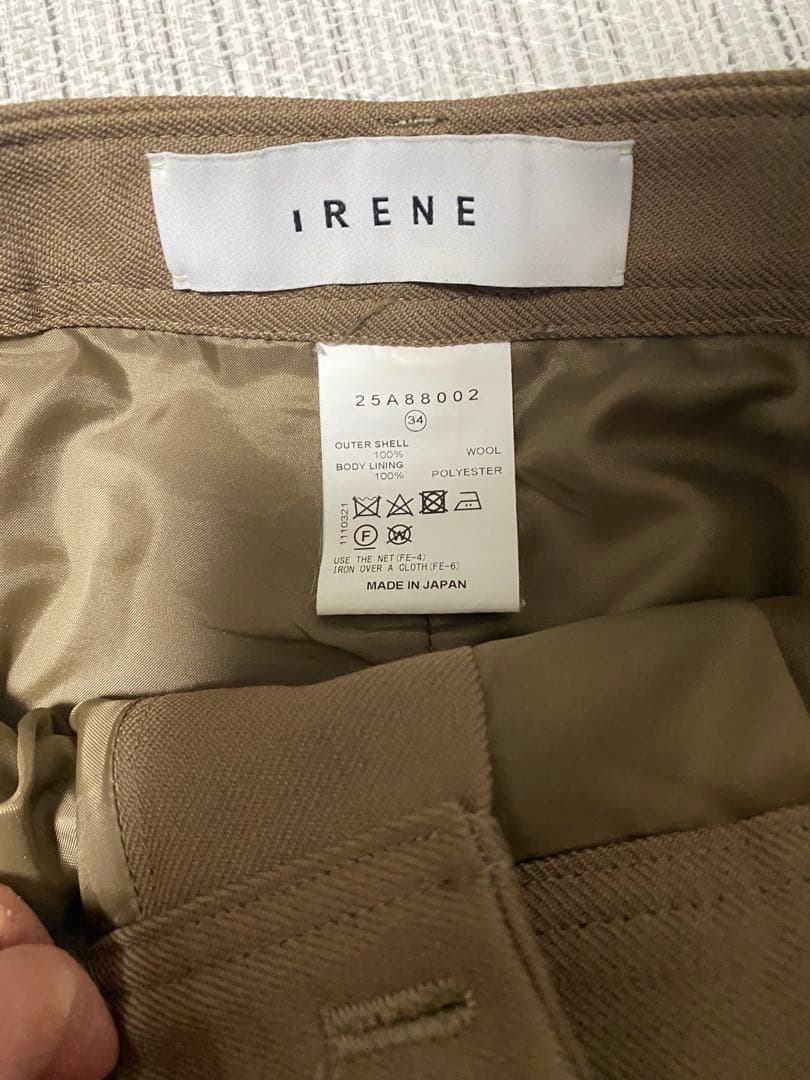 IRENE
25A88002
34
OUTER SHELL
100% WOOL
BODY LINING
100% POLYESTER
1110321
F W
USE THE NET(FE-4)
IRON OVER A CLOTH(FE-6)
MADE IN JAPAN